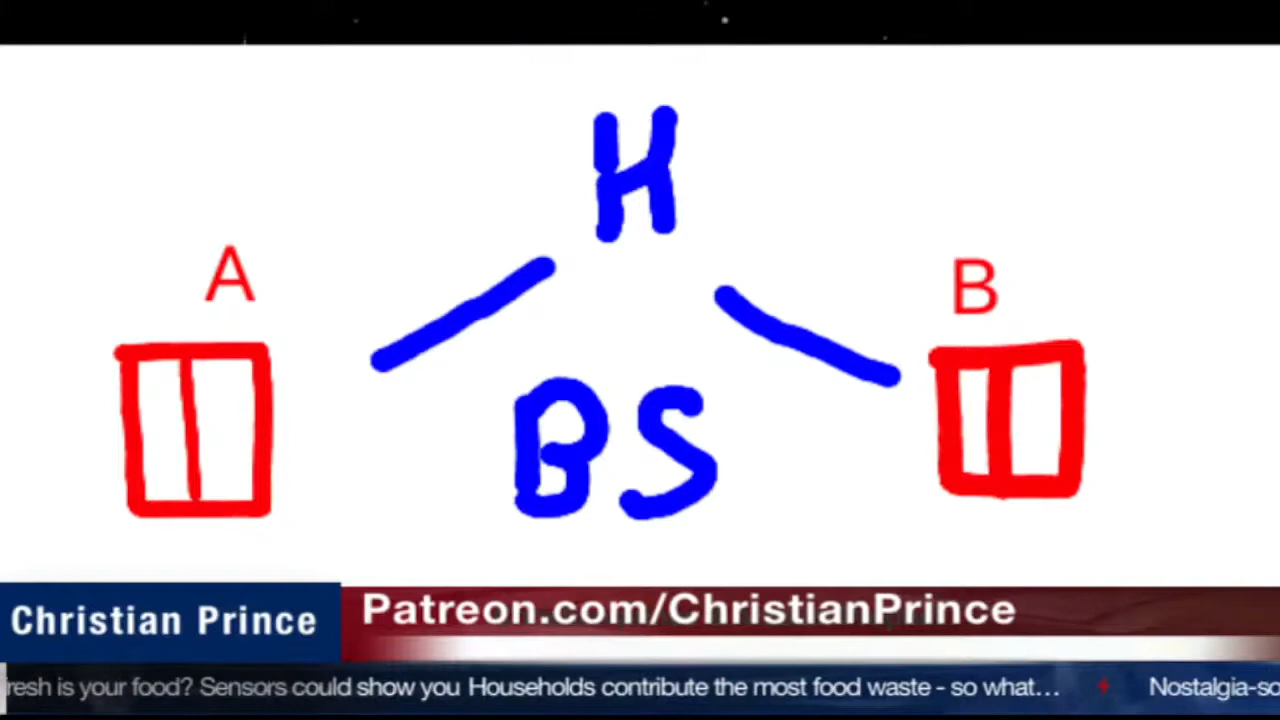 H
A
B
BS
Christian Prince
Patreon.com/ChristianPrince
resh is your food? Sensors could show you Households contribute the most food waste - so what… Nostalgia-so